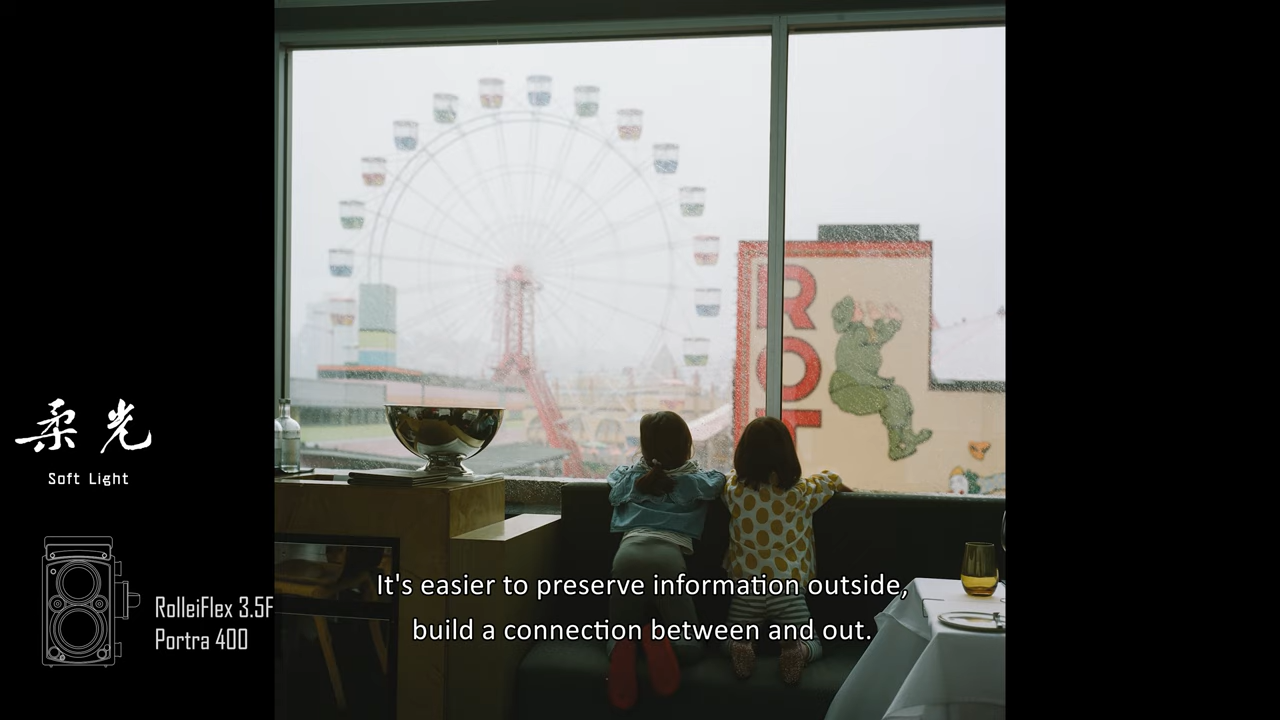 柔光
Soft Light
RolleiFlex 3.5F
Portra 400
ROT
It's easier to preserve information outside,
build a connection between and out.